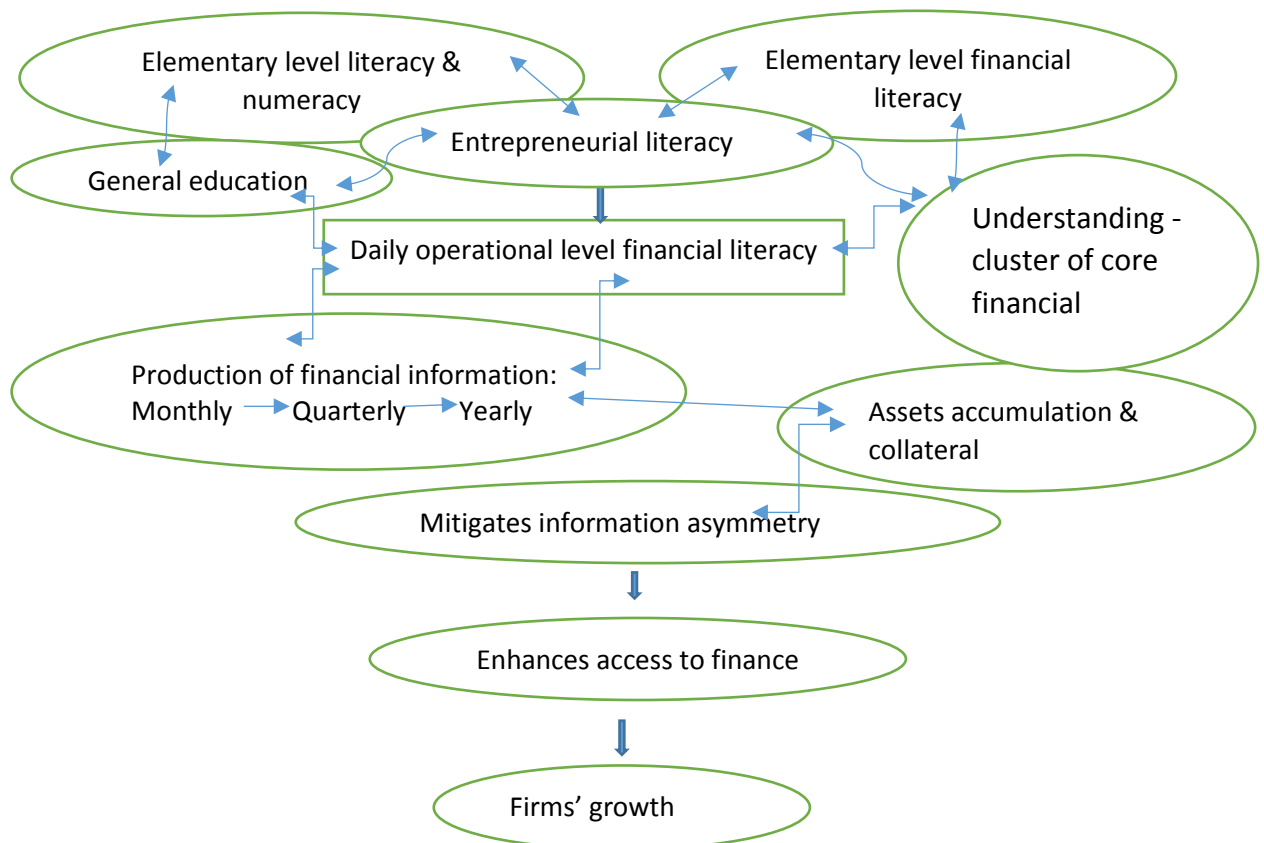 Elementary level literacy &
numeracy
Elementary level financial
literacy
Entrepreneurial literacy
General education
Understanding -
cluster of core
financial
Daily operational level financial literacy
Production of financial information:
Monthly Quarterly Yearly
Assets accumulation &
collateral
Mitigates information asymmetry
Enhances access to finance
Firms’ growth